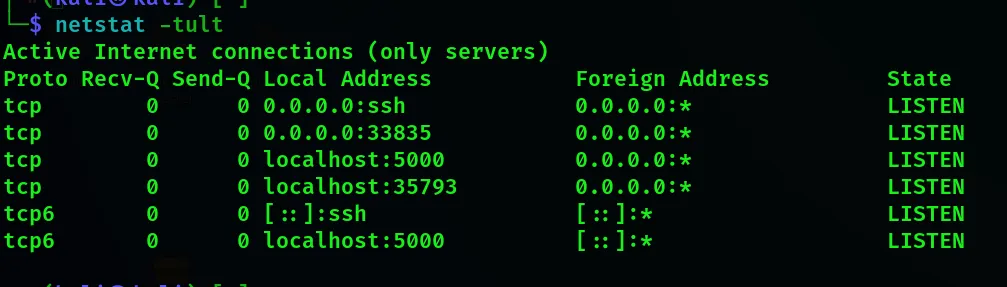 (kali㉿kali)-[~]
└─$ netstat -tult
Active Internet connections (only servers)
Proto Recv-Q Send-Q Local Address Foreign Address State
tcp 0 0 0.0.0.0:ssh 0.0.0.0:* LISTEN
tcp 0 0 0.0.0.0:33835 0.0.0.0:* LISTEN
tcp 0 0 localhost:5000 0.0.0.0:* LISTEN
tcp 0 0 localhost:35793 0.0.0.0:* LISTEN
tcp6 0 0 [::]:ssh [::]:* LISTEN
tcp6 0 0 localhost:5000 [::]:* LISTEN